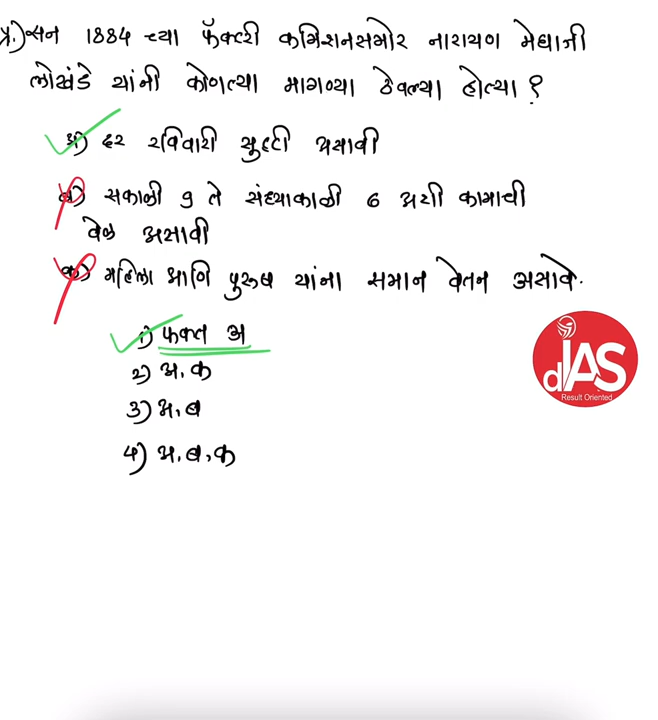 प्र.) सन 1884 च्या फॅक्टरी कमिशनसमोर नारायण मेघाजी
लोखंडे यांनी कोणत्या मागण्या ठेवल्या होत्या ?
अ) दर रविवारी सुट्टी असावी
ब) सकाळी 9 ते संध्याकाळी 6 अशी कामाची
वेळ असावी
क) महिला आणि पुरुष यांना समान वेतन असावे.
1) फक्त अ
2) अ, क
3) अ, ब
4) अ, ब, क
dIAS
Result Oriented